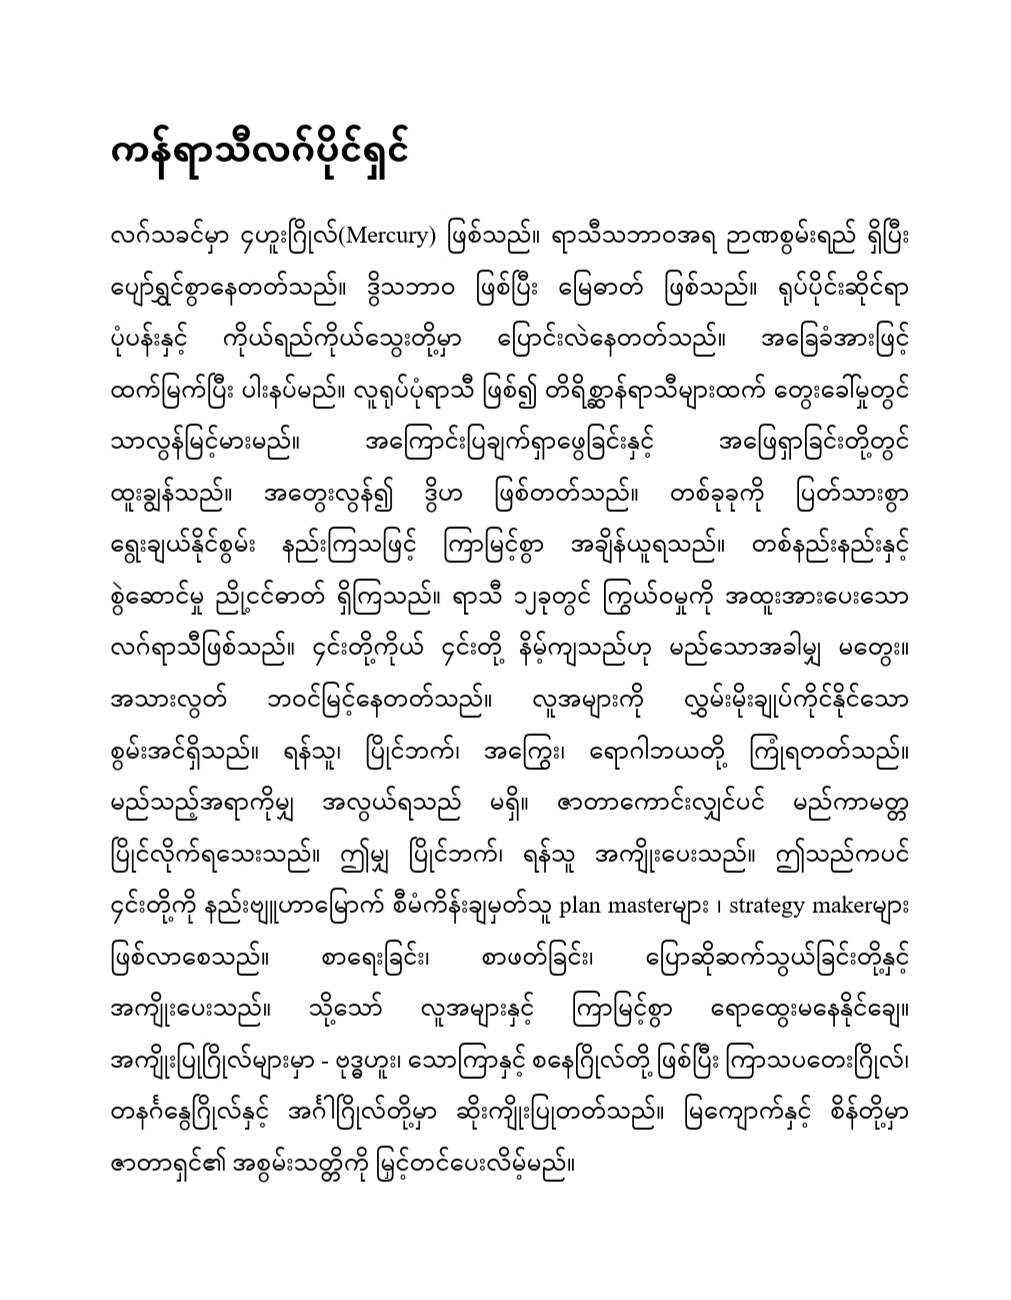 ကန်ရာသီလဂ်ပိုင်ရှင်
လဂ်သခင်မှာ ၄ဟူးဂြိုလ်(Mercury) ဖြစ်သည်။ ရာသီသဘာဝအရ ဉာဏစွမ်းရည် ရှိပြီး
ပျော်ရွှင်စွာနေတတ်သည်။ ဒွိသဘာဝ ဖြစ်ပြီး မြေဓာတ် ဖြစ်သည်။ ရုပ်ပိုင်းဆိုင်ရာ
ပုံပန်းနှင့် ကိုယ်ရည်ကိုယ်သွေးတို့မှာ ပြောင်းလဲနေတတ်သည်။ အခြေခံအားဖြင့်
ထက်မြက်ပြီး ပါးနပ်မည်။ လူရုပ်ပုံရာသီ ဖြစ်၍ တိရိစ္ဆာန်ရာသီများထက် တွေးခေါ်မှုတွင်
သာလွန်မြင့်မားမည်။ အကြောင်းပြချက်ရှာဖွေခြင်းနှင့် အဖြေရှာခြင်းတို့တွင်
ထူးချွန်သည်။ အတွေးလွန်၍ ဒွိဟ ဖြစ်တတ်သည်။ တစ်ခုခုကို ပြတ်သားစွာ
ရွေးချယ်နိုင်စွမ်း နည်းကြသဖြင့် ကြာမြင့်စွာ အချိန်ယူရသည်။ တစ်နည်းနည်းနှင့်
စွဲဆောင်မှု ညှို့ငင်ဓာတ် ရှိကြသည်။ ရာသီ ၁၂ခုတွင် ကြွယ်ဝမှုကို အထူးအားပေးသော
လဂ်ရာသီဖြစ်သည်။ ၄င်းတို့ကိုယ် ၄င်းတို့ နိမ့်ကျသည်ဟု မည်သောအခါမျှ မတွေး။
အသားလွတ် ဘဝင်မြင့်နေတတ်သည်။ လူအများကို လွှမ်းမိုးချုပ်ကိုင်နိုင်သော
စွမ်းအင်ရှိသည်။ ရန်သူ၊ ပြိုင်ဘက်၊ အကြွေး၊ ရောဂါဘယတို့ ကြုံရတတ်သည်။
မည်သည့်အရာကိုမျှ အလွယ်ရသည် မရှိ။ ဇာတာကောင်းလျှင်ပင် မည်ကာမတ္တ
ပြိုင်လိုက်ရသေးသည်။ ဤမျှ ပြိုင်ဘက်၊ ရန်သူ အကျိုးပေးသည်။ ဤသည်ကပင်
၄င်းတို့ကို နည်းဗျူဟာမြောက် စီမံကိန်းချမှတ်သူ plan masterများ ၊ strategy makerများ
ဖြစ်လာစေသည်။ စာရေးခြင်း၊ စာဖတ်ခြင်း၊ ပြောဆိုဆက်သွယ်ခြင်းတို့နှင့်
အကျိုးပေးသည်။ သို့သော် လူအများနှင့် ကြာမြင့်စွာ ရောထွေးမနေနိုင်ချေ။
အကျိုးပြုဂြိုလ်များမှာ - ဗုဒ္ဓဟူး၊ သောကြာနှင့် စနေဂြိုလ်တို့ ဖြစ်ပြီး ကြာသပတေးဂြိုလ်၊
တနင်္ဂနွေဂြိုလ်နှင့် အင်္ဂါဂြိုလ်တို့မှာ ဆိုးကျိုးပြုတတ်သည်။ မြကျောက်နှင့် စိန်တို့မှာ
ဇာတာရှင်၏ အစွမ်းသတ္တိကို မြှင့်တင်ပေးလိမ့်မည်။